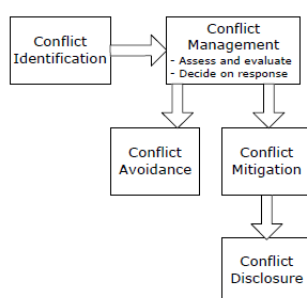 Conflict
Identification
Conflict
Management
- Assess and evaluate
- Decide on response
Conflict
Avoidance
Conflict
Mitigation
Conflict
Disclosure